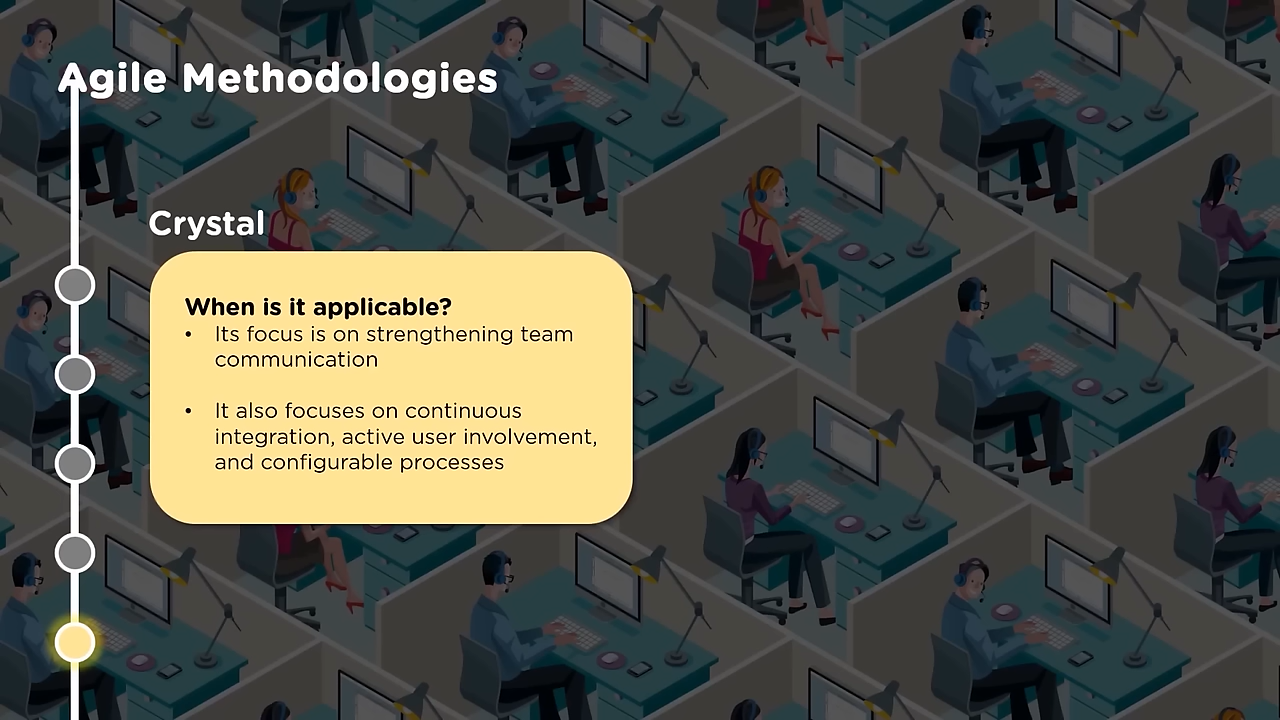 Agile Methodologies
Crystal
When is it applicable?
• Its focus is on strengthening team
communication
• It also focuses on continuous
integration, active user involvement,
and configurable processes